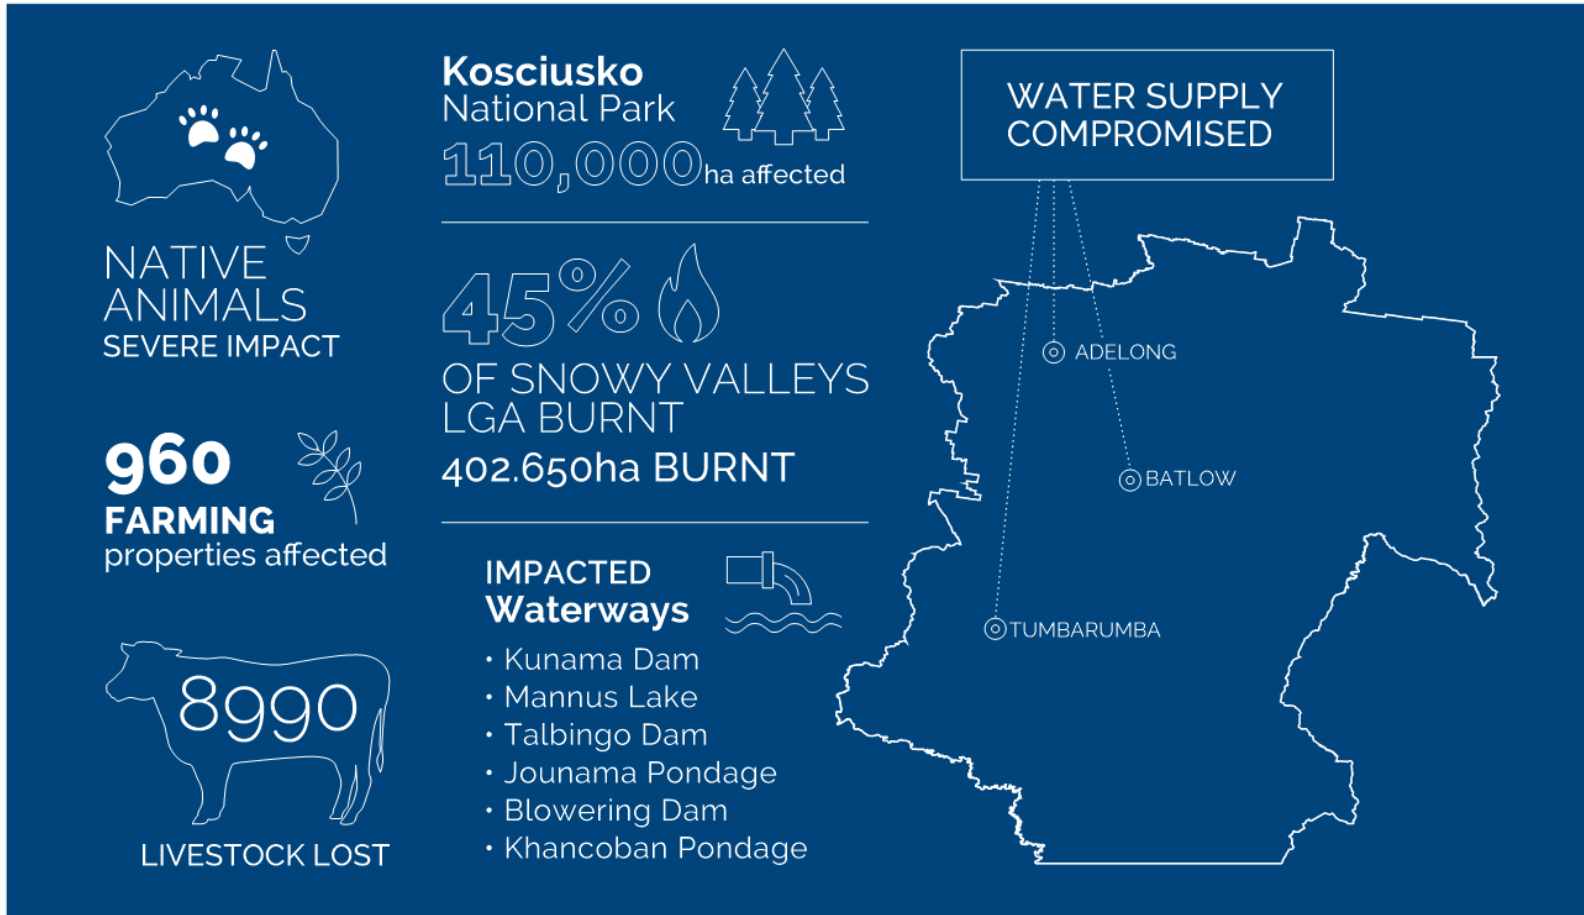 NATIVE
ANIMALS
SEVERE IMPACT
960
FARMING
properties affected
8990
LIVESTOCK LOST
Kosciusko
National Park
110,000ha affected
45%
OF SNOWY VALLEYS
LGA BURNT
402.650ha BURNT
IMPACTED
Waterways
• Kunama Dam
• Mannus Lake
• Talbingo Dam
• Jounama Pondage
• Blowering Dam
• Khancoban Pondage
WATER SUPPLY
COMPROMISED
ADELONG
BATLOW
TUMBARUMBA